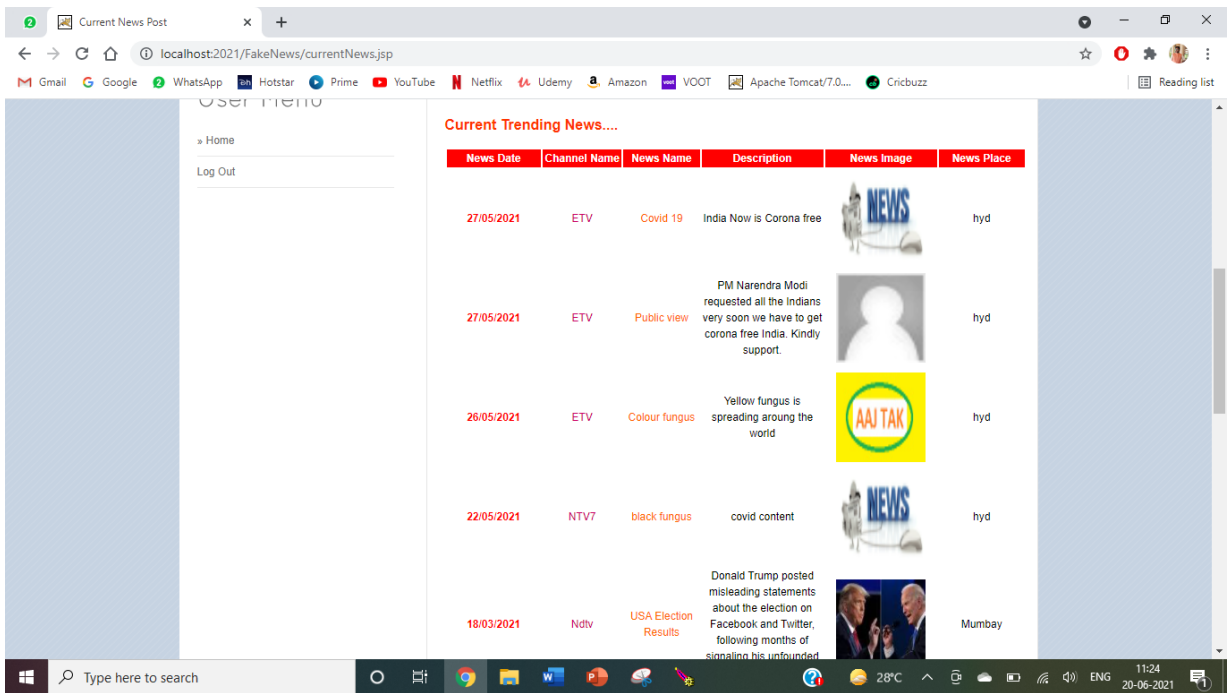 Current News Post
localhost:2021/FakeNews/currentNews.jsp
Gmail Google WhatsApp Hotstar Prime YouTube Netflix Udemy Amazon VOOT Apache Tomcat/7.0.... Cricbuzz Reading list
User Menu
» Home
Log Out
Current Trending News....
News Date Channel Name News Name Description News Image News Place
27/05/2021 ETV Covid 19 India Now is Corona free NEWS hyd
PM Narendra Modi
requested all the Indians
27/05/2021 ETV Public view very soon we have to get hyd
corona free India. Kindly
support.
Yellow fungus is
26/05/2021 ETV Colour fungus spreading aroung the AAJ TAK hyd
world
22/05/2021 NTV7 black fungus covid content NEWS hyd
Donald Trump posted
misleading statements
about the election on
18/03/2021 Ndtv USA Election Results Facebook and Twitter, Mumbay
following months of
signaling his unfounded
Type here to search 28°C ENG 11:24
20-06-2021